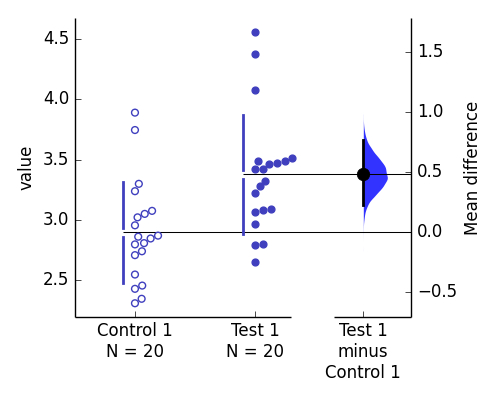 4.5
4.0
3.5
3.0
2.5
value
Control 1
N = 20
Test 1
N = 20
Test 1
minus
Control 1
1.5
1.0
0.5
0.0
−0.5
Mean difference